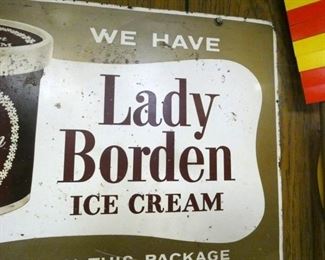 WE HAVE
Lady
Borden
ICE CREAM
THIS PACKAGE